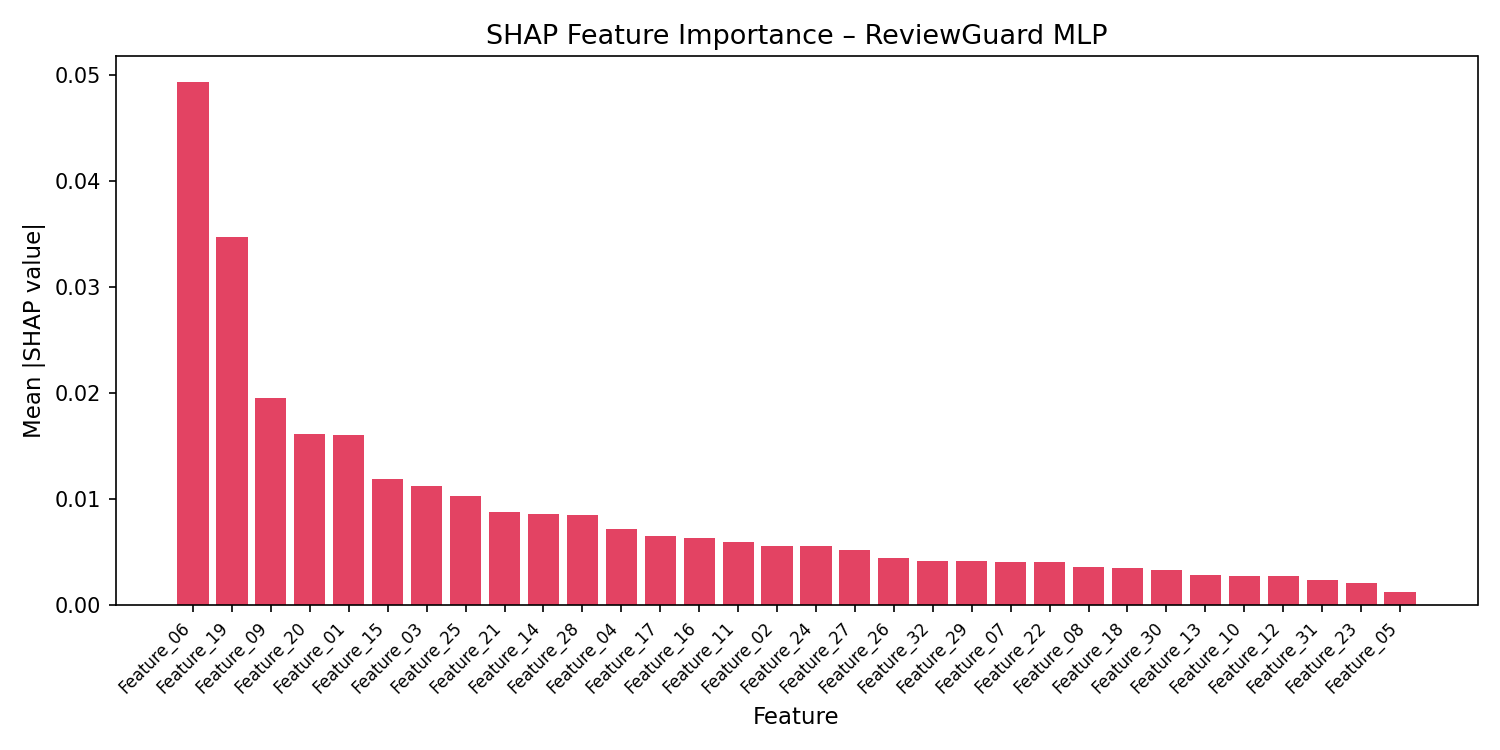 SHAP Feature Importance – ReviewGuard MLP
Mean |SHAP value|
0.05
0.04
0.03
0.02
0.01
0.00
Feature_06
Feature_19
Feature_09
Feature_20
Feature_01
Feature_15
Feature_03
Feature_25
Feature_21
Feature_14
Feature_28
Feature_04
Feature_17
Feature_16
Feature_11
Feature_02
Feature_24
Feature_27
Feature_26
Feature_32
Feature_29
Feature_07
Feature_22
Feature_08
Feature_18
Feature_30
Feature_13
Feature_10
Feature_12
Feature_31
Feature_23
Feature_05
Feature